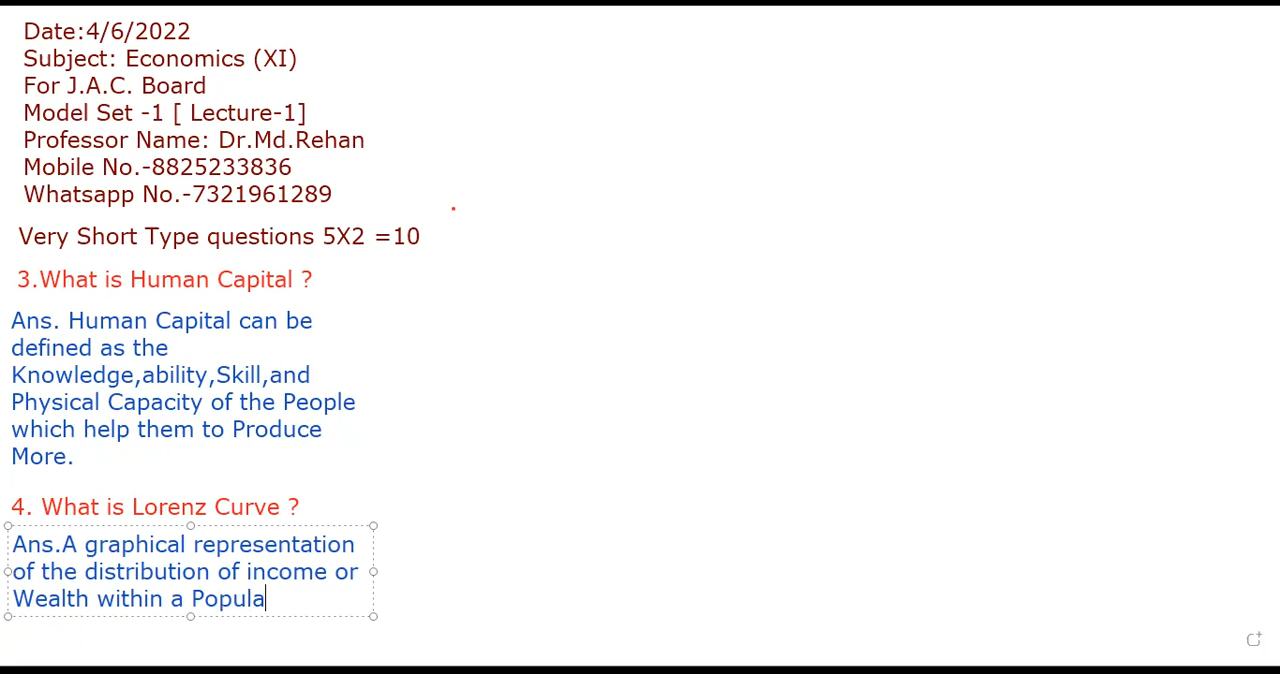 Date:4/6/2022
Subject: Economics (XI)
For J.A.C. Board
Model Set -1 [ Lecture-1]
Professor Name: Dr.Md.Rehan
Mobile No.-8825233836
Whatsapp No.-7321961289
Very Short Type questions 5X2 =10
3.What is Human Capital ?
Ans. Human Capital can be
defined as the
Knowledge,ability,Skill,and
Physical Capacity of the People
which help them to Produce
More.
4. What is Lorenz Curve ?
Ans.A graphical representation
of the distribution of income or
Wealth within a Popula